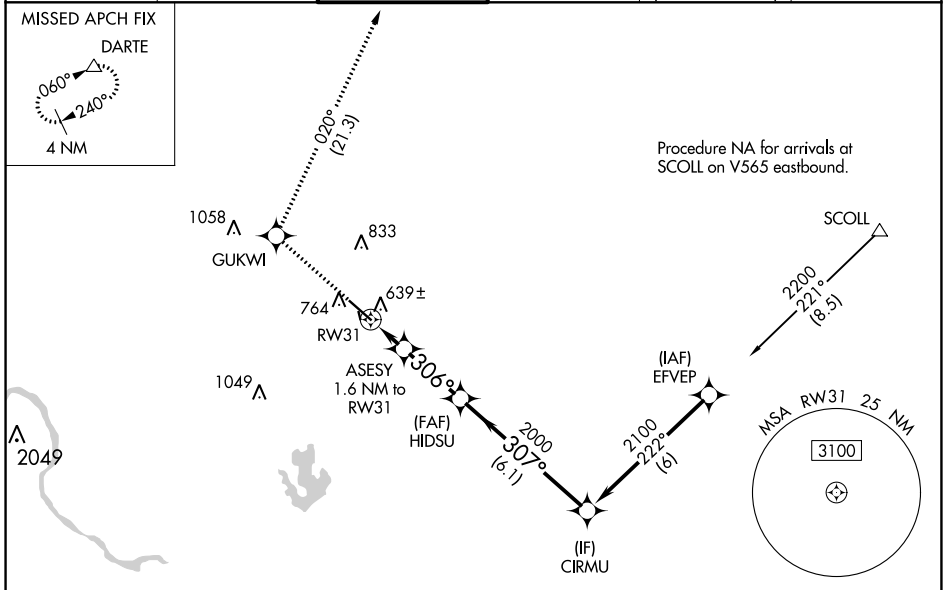 MISSED APCH FIX
DARTE
060°
240°
4 NM
020°
(21.3)
Procedure NA for arrivals at
SCOLL on V565 eastbound.
SCOLL
1058
833
GUKWI
2200
221°
(8.5)
764
639±
RW31
ASESY
1.6 NM to
RW31
306°
(IAF)
EFVEP
1049
(FAF)
HIDSU
2000
307°
(6.1)
2100
222°
(6)
MSA RW31 25 NM
3100
2049
(IF)
CIRMU